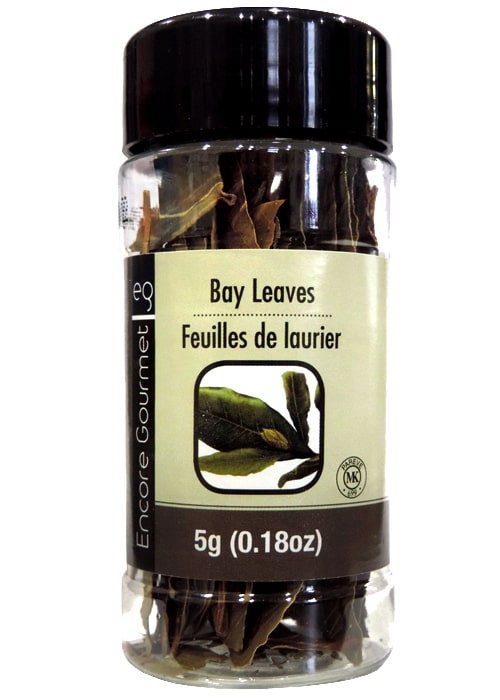 eg
Encore Gourmet
Bay Leaves
Feuilles de laurier
PAREVE
MK
5g (0.18oz)